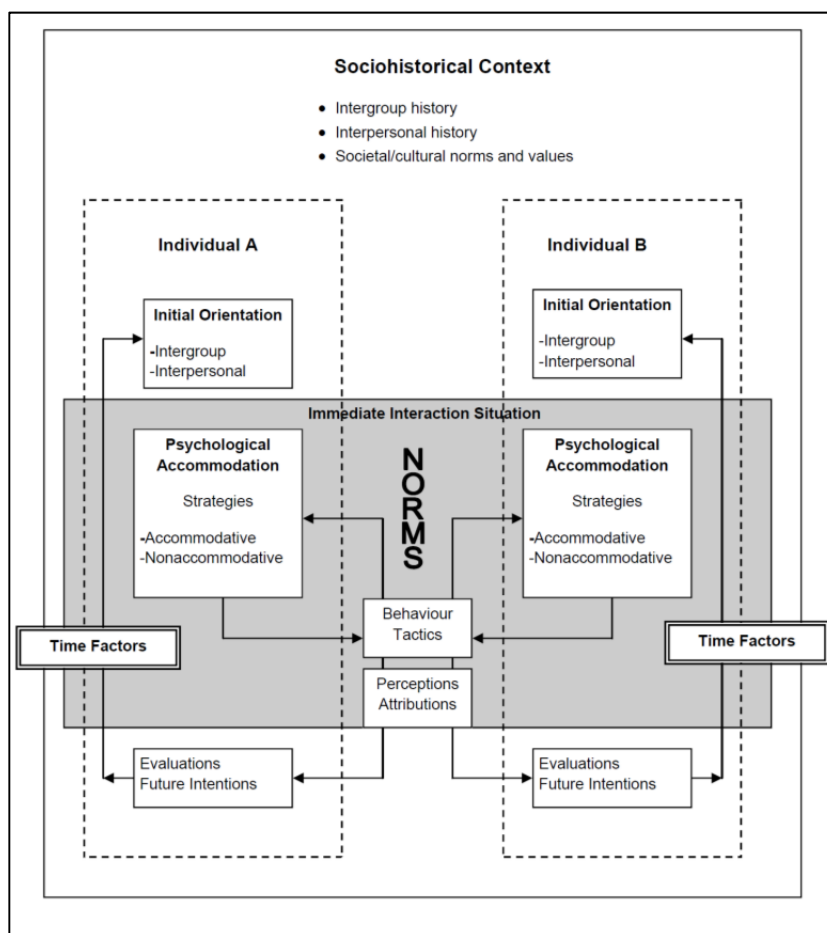 Sociohistorical Context
• Intergroup history
• Interpersonal history
• Societal/cultural norms and values
Individual A
Initial Orientation
-Intergroup
-Interpersonal
Individual B
Initial Orientation
-Intergroup
-Interpersonal
Immediate Interaction Situation
Psychological
Accommodation
Strategies
-Accommodative
-Nonaccommodative
NORMS
Psychological
Accommodation
Strategies
-Accommodative
-Nonaccommodative
Behaviour
Tactics
Time Factors
Time Factors
Perceptions
Attributions
Evaluations
Future Intentions
Evaluations
Future Intentions